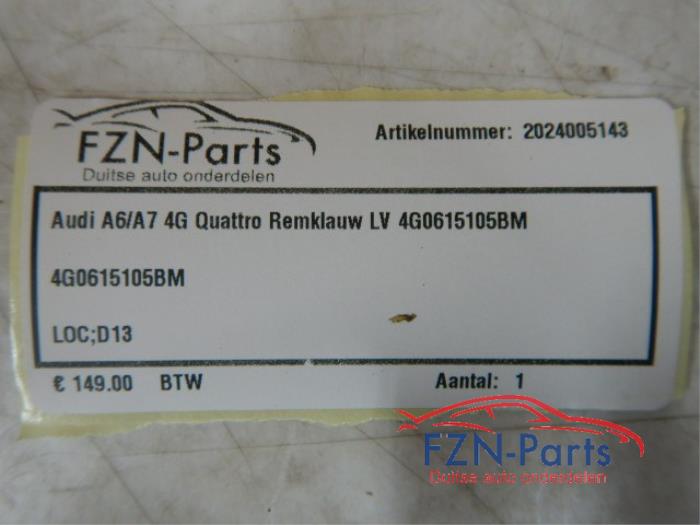 FZN-Parts
Duitse auto onderdelen
Artikelnummer: 2024005143
Audi A6/A7 4G Quattro Remklauw LV 4G0615105BM
4G0615105BM
LOC;D13
€ 149.00 BTW Aantal: 1
FZN-Parts
Duitse auto onderdelen